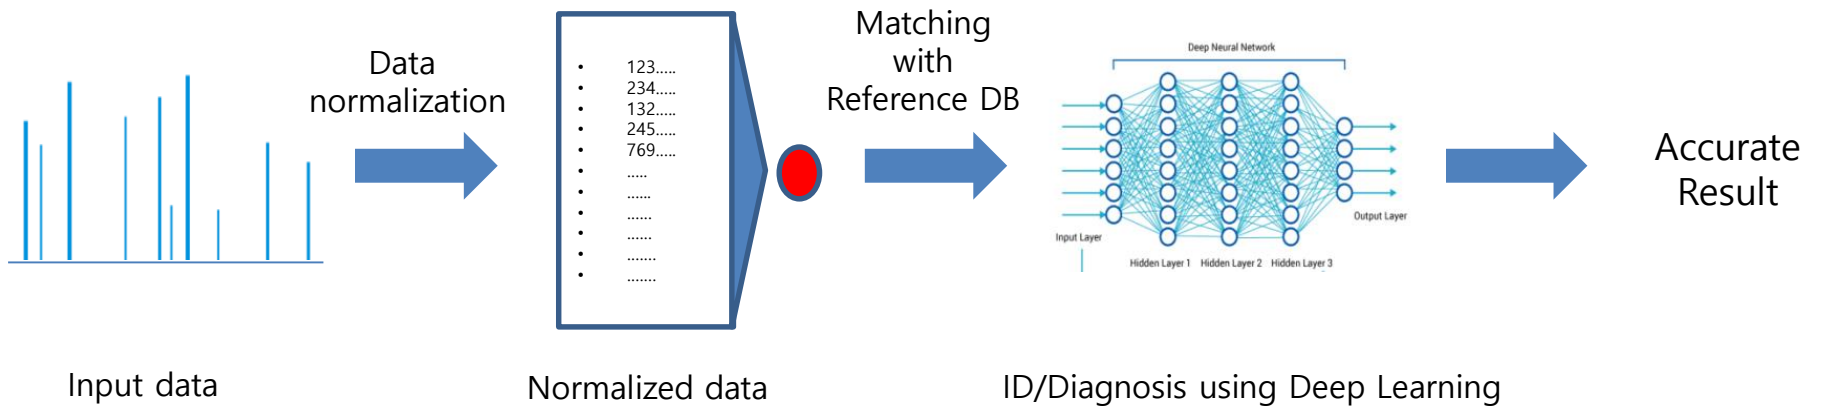 Data
normalization
• 123.....
• 234.....
• 132.....
• 245.....
• 769.....
• .....
• ......
• ......
• ......
• .......
• .......
Matching
with
Reference DB
Deep Neural Network
Input Layer
Output Layer
Hidden Layer 1 Hidden Layer 2 Hidden Layer 3
Accurate
Result
Input data
Normalized data
ID/Diagnosis using Deep Learning